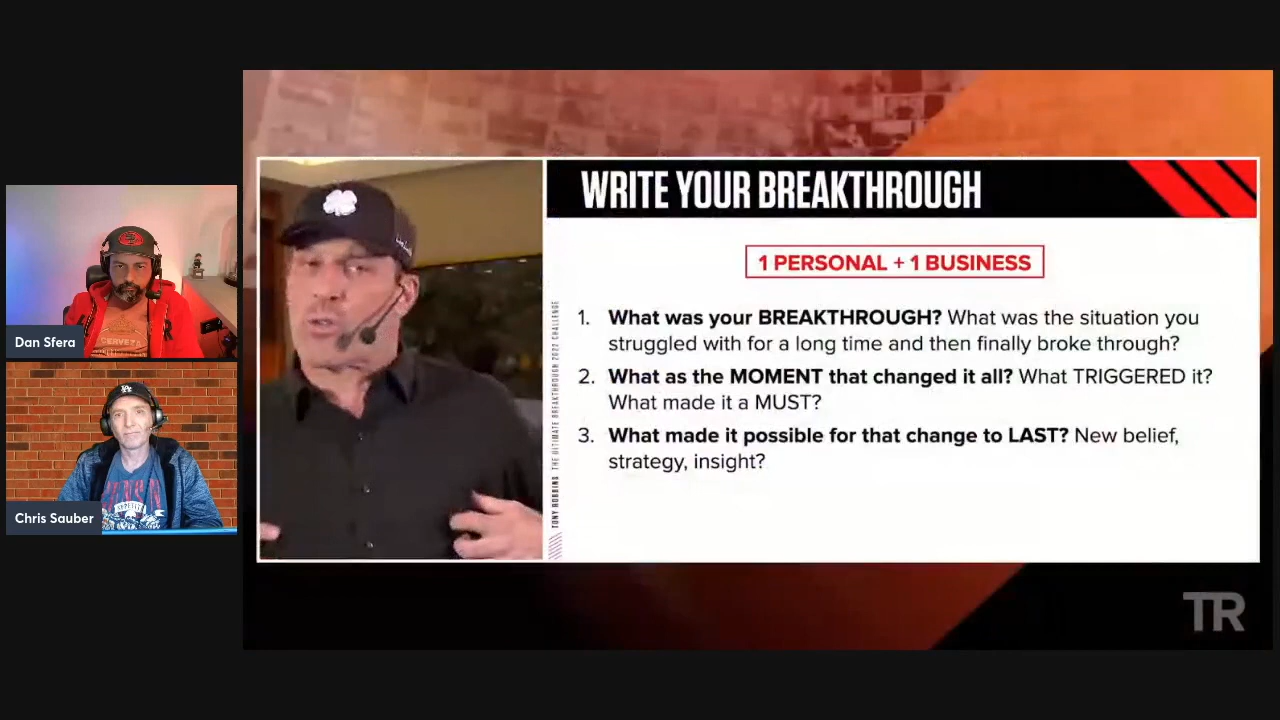 WRITE YOUR BREAKTHROUGH
1 PERSONAL + 1 BUSINESS
1. What was your BREAKTHROUGH? What was the situation you
struggled with for a long time and then finally broke through?
2. What as the MOMENT that changed it all? What TRIGGERED it?
What made it a MUST?
3. What made it possible for that change to LAST? New belief,
strategy, insight?
TONY ROBBINS THE ULTIMATE BREAKTHROUGH 2022 CHALLENGE
Dan Sfera
CERVEZ
LA
Chris Sauber
TR